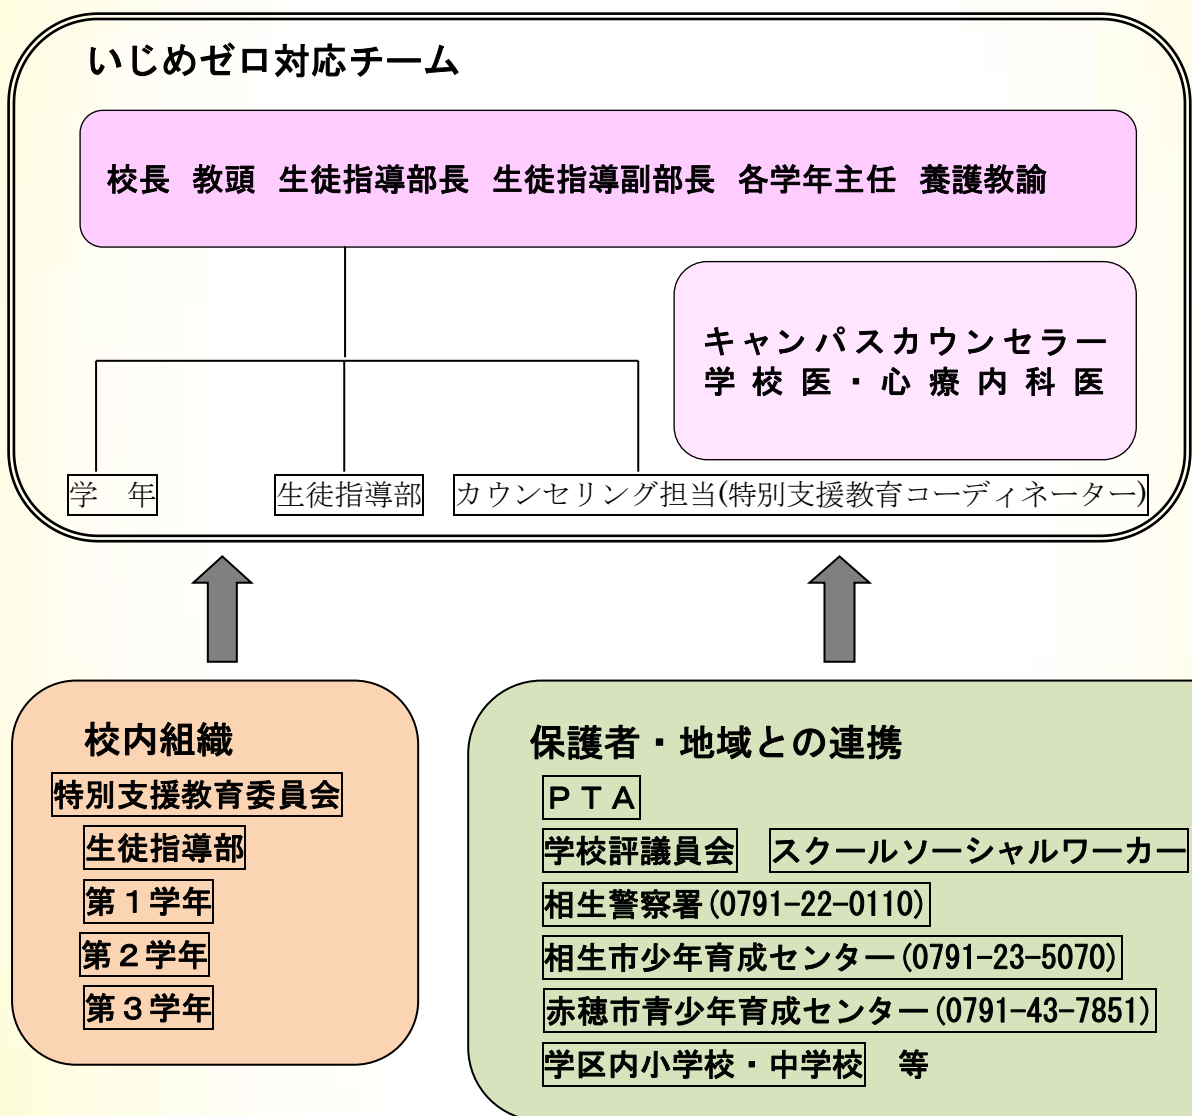 いじめゼロ対応チーム
校長　教頭　生徒指導部長　生徒指導副部長　各学年主任　養護教諭
キャンパスカウンセラー
学校医・心療内科医
学　年　生徒指導部　カウンセリング担当(特別支援教育コーディネーター)
校内組織
特別支援教育委員会
生徒指導部
第１学年
第２学年
第３学年
保護者・地域との連携
ＰＴＡ
学校評議員会　スクールソーシャルワーカー
相生警察署(0791-22-0110)
相生市少年育成センター(0791-23-5070)
赤穂市青少年育成センター(0791-43-7851)
学区内小学校・中学校　等